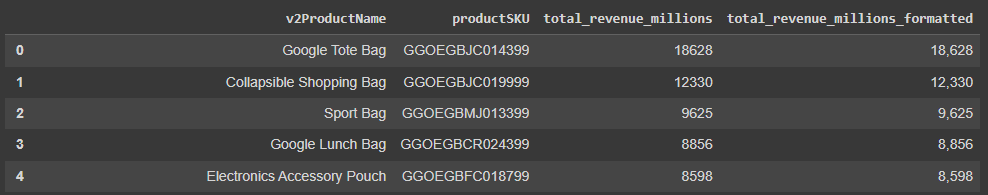 v2ProductName productSKU total_revenue_millions total_revenue_millions_formatted
0 Google Tote Bag GGOEGBJC014399 18628 18,628
1 Collapsible Shopping Bag GGOEGBJC019999 12330 12,330
2 Sport Bag GGOEGBMJ013399 9625 9,625
3 Google Lunch Bag GGOEGBCR024399 8856 8,856
4 Electronics Accessory Pouch GGOEGBFC018799 8598 8,598